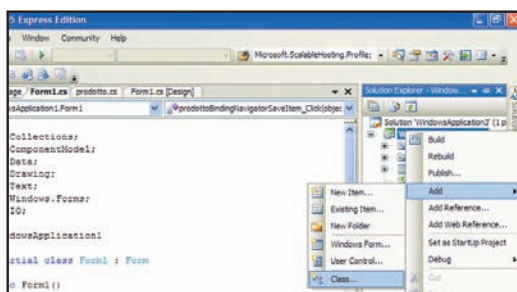 5 Express Edition
Window Community Help
Microsoft.ScalableHosting.Profile;
Form1.cs prodotto.cs Form1.cs [Design]
wsApplication1.Form1
prodottoBindingNavigatorSaveItem_Click(objec
Solution Explorer - Window...
Solution 'WindowsApplication3' (1 p
Collections;
ComponentModel;
Data;
Drawing;
Text;
Windows.Forms;
IO;
dowsApplication1
rtial class Form1 : Form
c Form1()
Build
Rebuild
Publish...
Add
Add Reference...
Add Web Reference...
Set as StartUp Project
Debug
Cut
New Item...
Existing Item...
New Folder
Windows Form...
User Control...
Class...